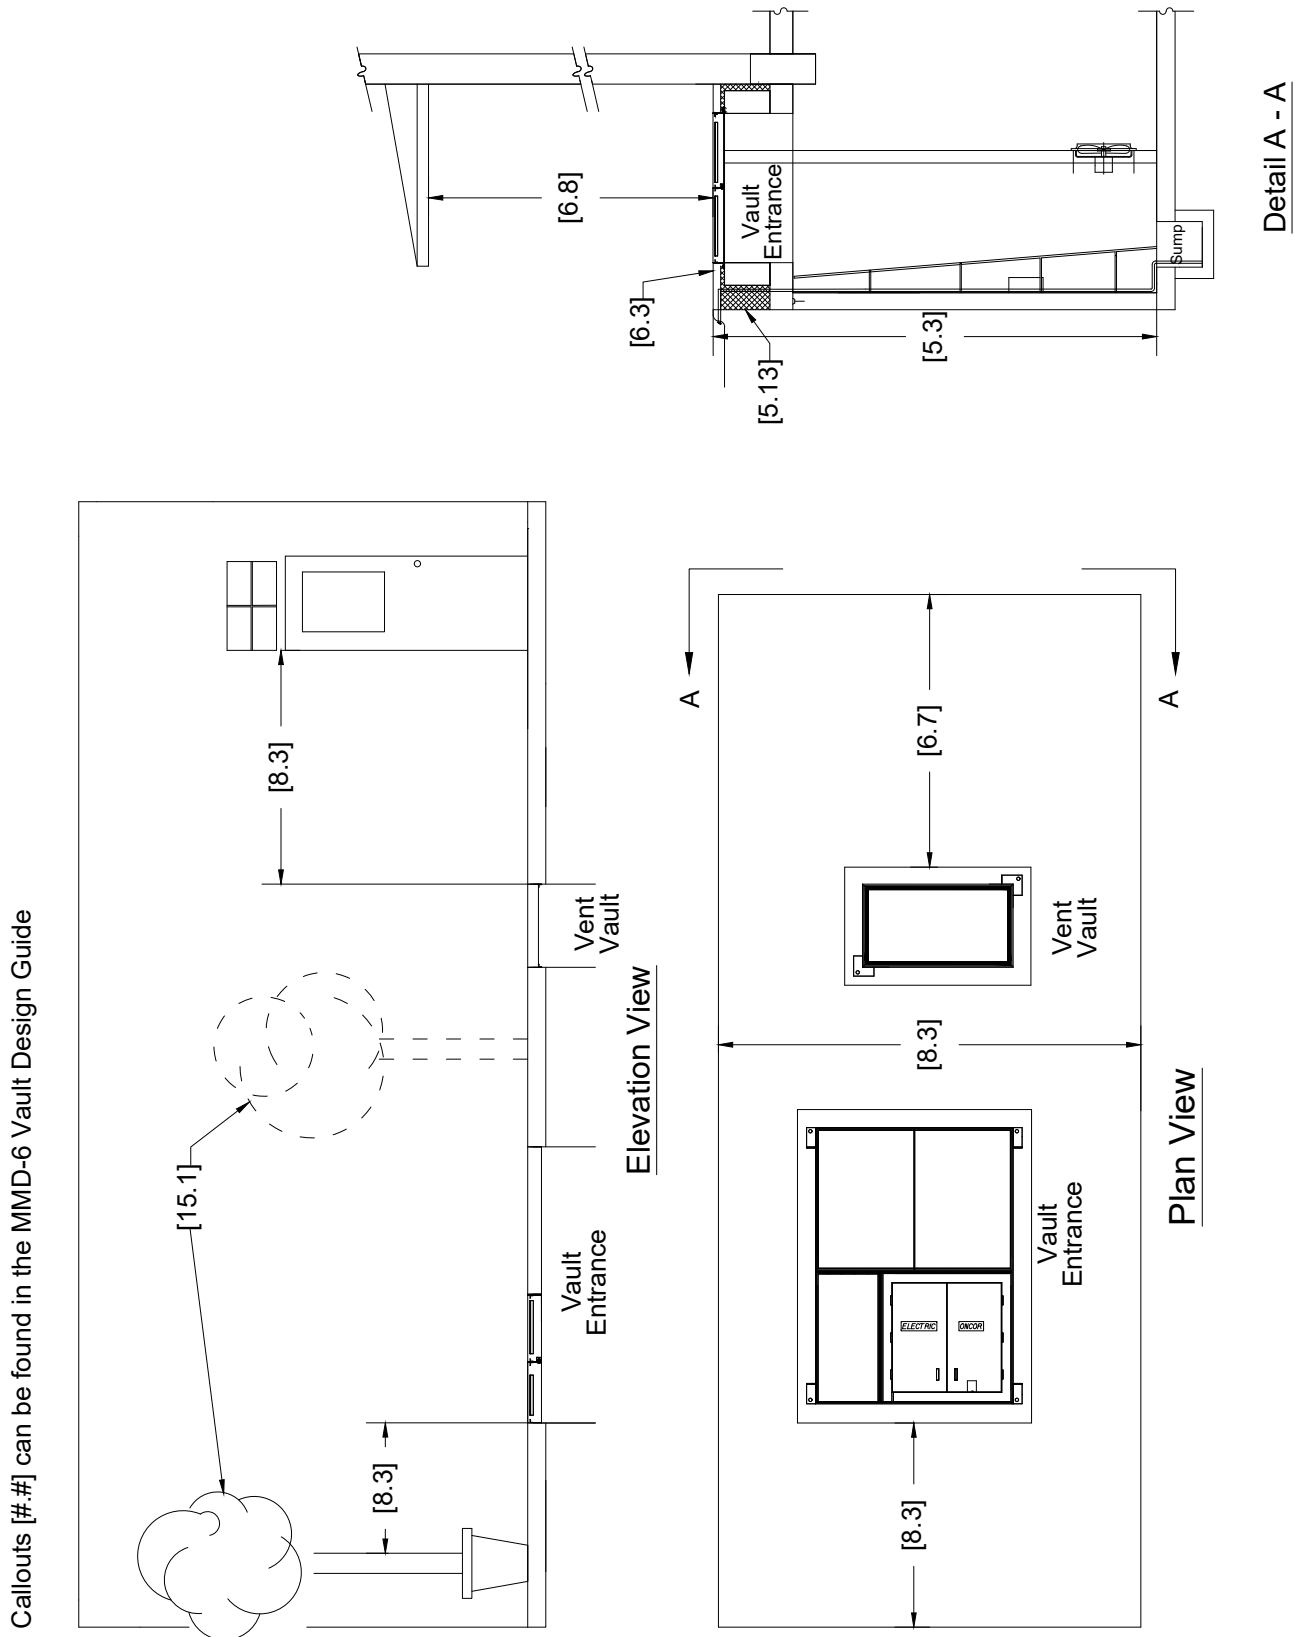 Callouts [#.#] can be found in the MMD-6 Vault Design Guide
[15.1]
[8.3]
[8.3]
Vault
Entrance
Vent
Vault
Elevation View
[8.3]
[8.3]
[6.7]
ELECTRIC
ONCOR
Vault
Entrance
Vent
Vault
A
A
Plan View
[6.8]
[6.3]
Vault
Entrance
[5.13]
[5.3]
Sump
Detail A - A